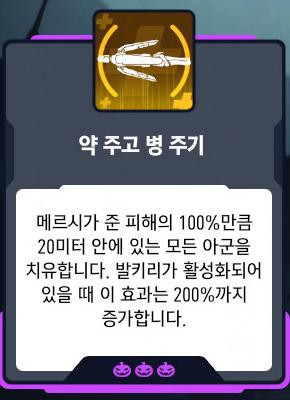 약 주고 병 주기
메르시가 준 피해의 100%만큼
20미터 안에 있는 모든 아군을
치유합니다. 발키리가 활성화되어
있을 때 이 효과는 200%까지
증가합니다.